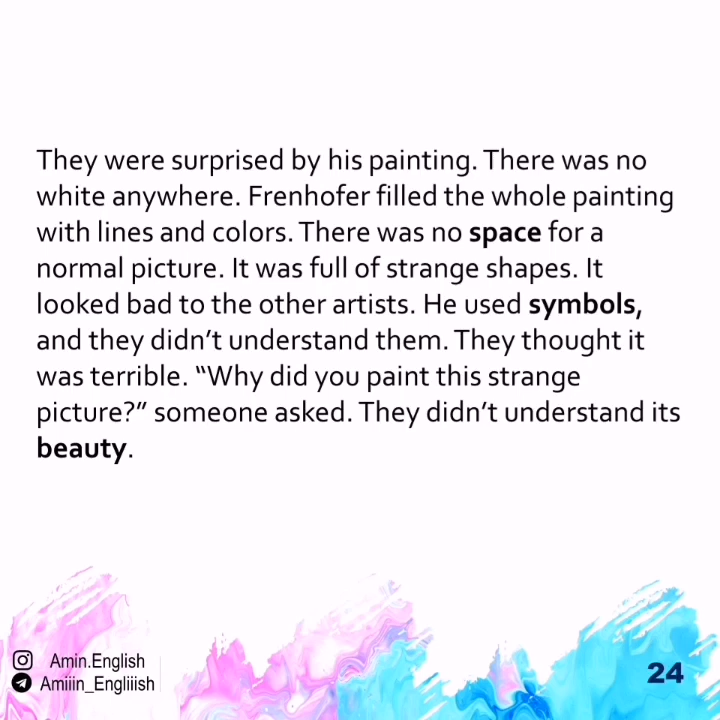 They were surprised by his painting. There was no
white anywhere. Frenhofer filled the whole painting
with lines and colors. There was no space for a
normal picture. It was full of strange shapes. It
looked bad to the other artists. He used symbols,
and they didn’t understand them. They thought it
was terrible. “Why did you paint this strange
picture?” someone asked. They didn’t understand its
beauty.
Amin.English
Amiiin_Engliiish
24